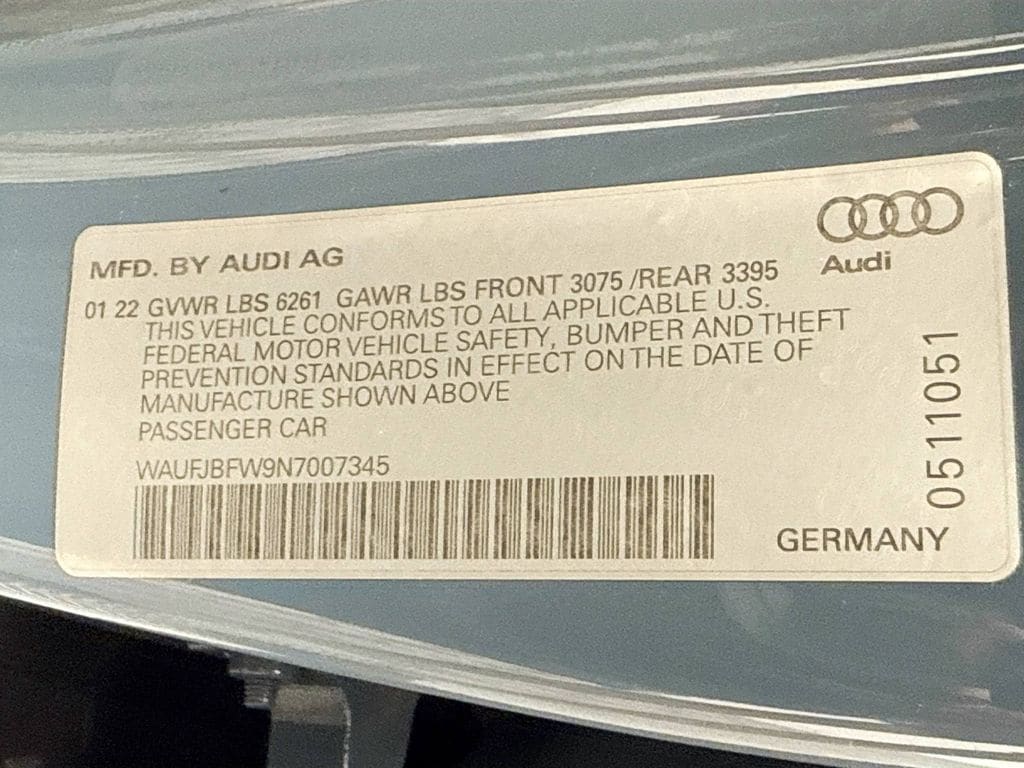 Audi
MFD. BY AUDI AG
01 22 GVWR LBS 6261 GAWR LBS FRONT 3075 /REAR 3395
THIS VEHICLE CONFORMS TO ALL APPLICABLE U.S.
FEDERAL MOTOR VEHICLE SAFETY, BUMPER AND THEFT
PREVENTION STANDARDS IN EFFECT ON THE DATE OF
MANUFACTURE SHOWN ABOVE
PASSENGER CAR
WAUFJBFW9N7007345
GERMANY
0511051